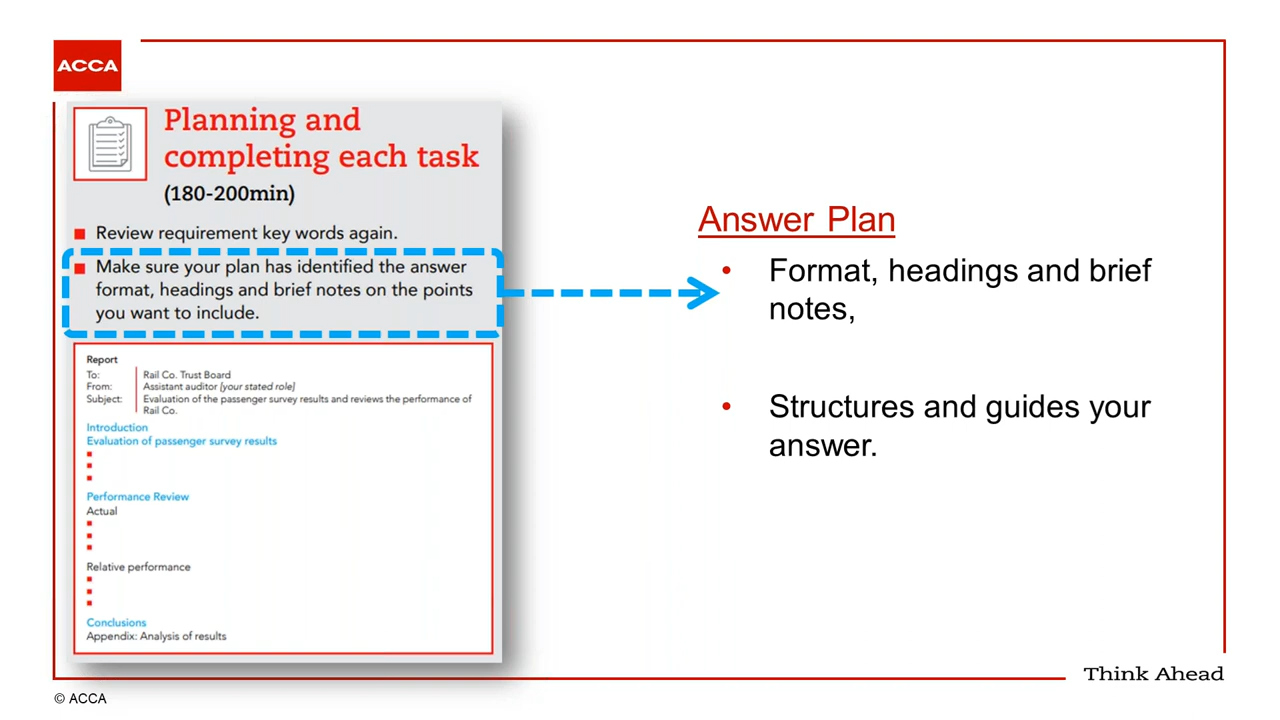 ACCA
Planning and
completing each task
(180-200min)
Review requirement key words again.
Make sure your plan has identified the answer
format, headings and brief notes on the points
you want to include.
Report
To: Rail Co. Trust Board
From: Assistant auditor [your stated role]
Subject: Evaluation of the passenger survey results and reviews the performance of
Rail Co.
Introduction
Evaluation of passenger survey results
Performance Review
Actual
Relative performance
Conclusions
Appendix: Analysis of results
Answer Plan
• Format, headings and brief
notes,
• Structures and guides your
answer.
Think Ahead
© ACCA